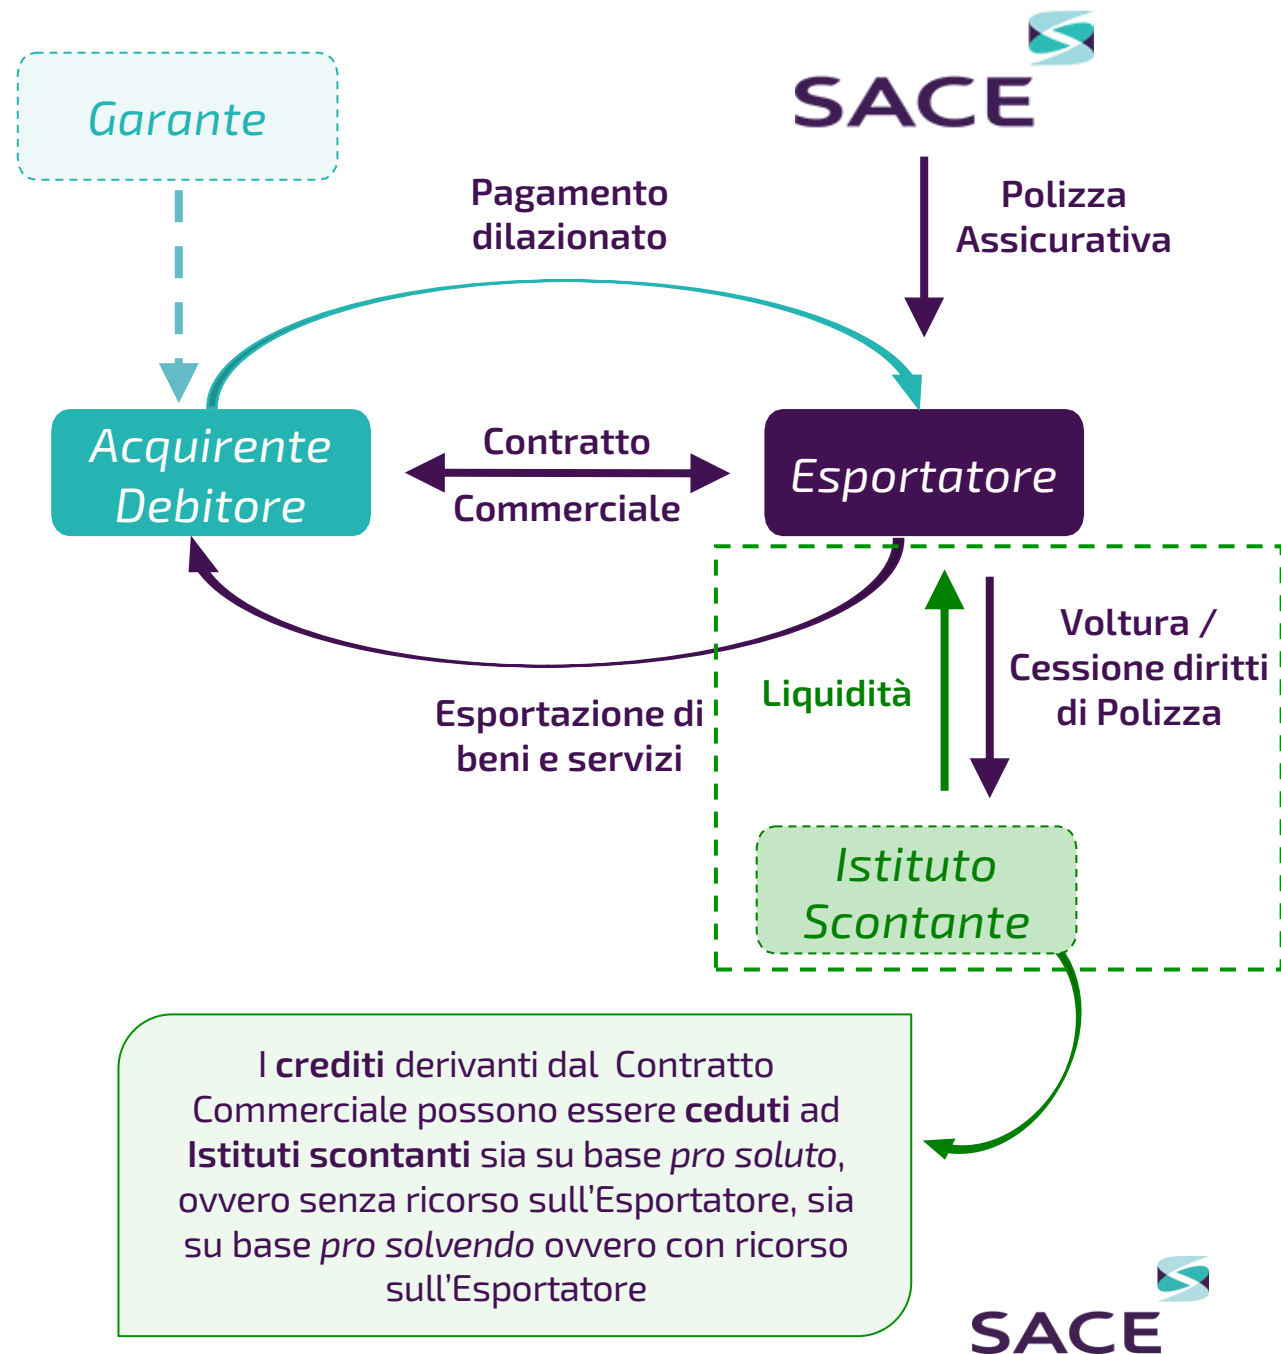 SACE
Garante
Pagamento
dilazionato
Polizza
Assicurativa
Acquirente
Debitore
Contratto
Commerciale
Esportatore
Esportazione di
beni e servizi
Liquidità
Voltura /
Cessione diritti
di Polizza
Istituto
Scontante
I crediti derivanti dal Contratto
Commerciale possono essere ceduti ad
Istituti scontanti sia su base pro soluto,
ovvero senza ricorso sull’Esportatore, sia
su base pro solvendo ovvero con ricorso
sull’Esportatore
SACE